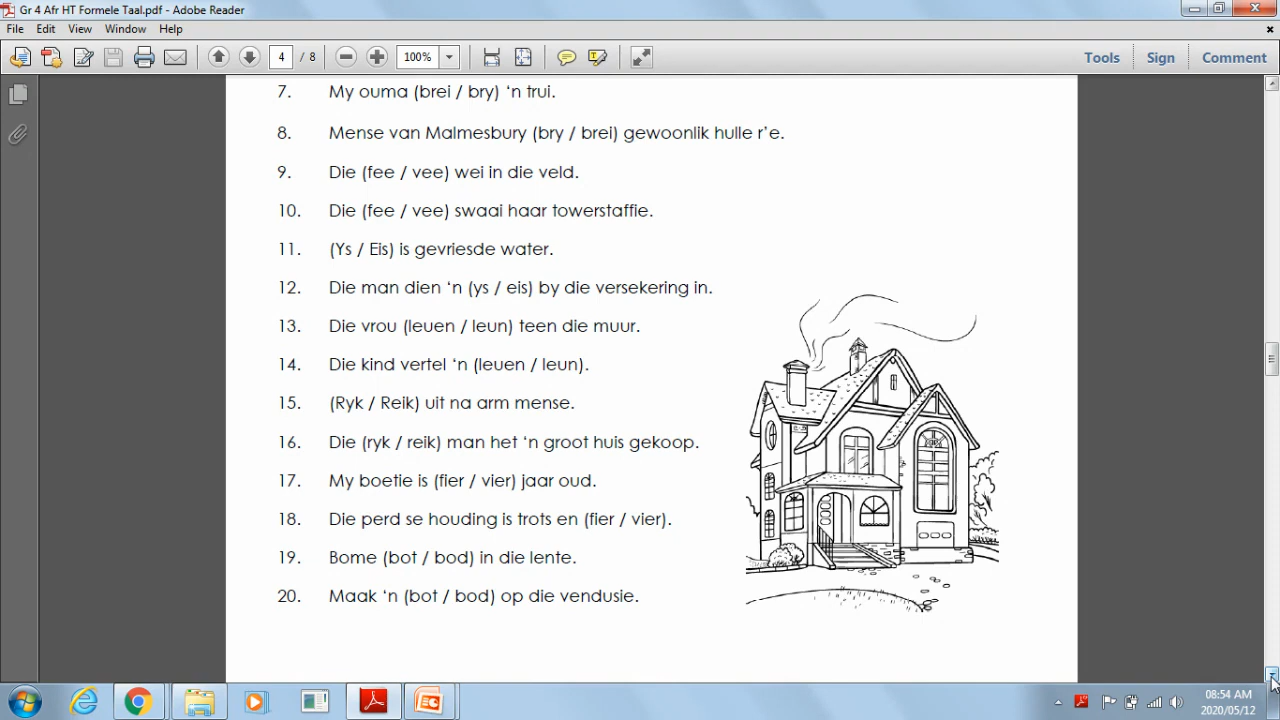 Gr 4 Afr HT Formele Taal.pdf - Adobe Reader
File Edit View Window Help
4 / 8 100% Tools Sign Comment
7. My ouma (brei / bry) ‘n trui.
8. Mense van Malmesbury (bry / brei) gewoonlik hulle r’e.
9. Die (fee / vee) wei in die veld.
10. Die (fee / vee) swaai haar towerstaffie.
11. (Ys / Eis) is gevriesde water.
12. Die man dien ‘n (ys / eis) by die versekering in.
13. Die vrou (leuen / leun) teen die muur.
14. Die kind vertel ‘n (leuen / leun).
15. (Ryk / Reik) uit na arm mense.
16. Die (ryk / reik) man het ‘n groot huis gekoop.
17. My boetie is (fier / vier) jaar oud.
18. Die perd se houding is trots en (fier / vier).
19. Bome (bot / bod) in die lente.
20. Maak ‘n (bot / bod) op die vendusie.
08:54 AM
2020/05/12